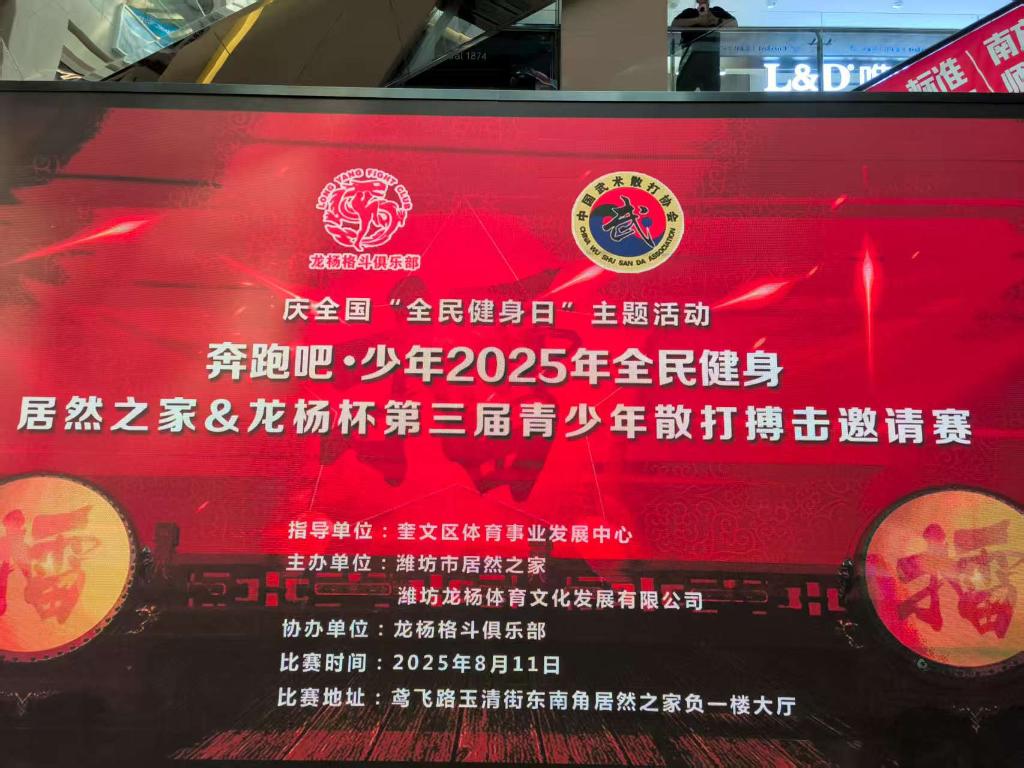 1874
L&D
标准
南方
LONG YANG FIGHT CLUB
龙杨格斗俱乐部
中国武术散打协会
武
CHINA WU SHU SAN DA ASSOCIATION
庆全国“全民健身日”主题活动
奔跑吧·少年2025年全民健身
居然之家&龙杨杯第三届青少年散打搏击邀请赛
擂
擂
指导单位：奎文区体育事业发展中心
主办单位：潍坊市居然之家
潍坊龙杨体育文化发展有限公司
协办单位：龙杨格斗俱乐部
比赛时间：2025年8月11日
比赛地址：鸢飞路玉清街东南角居然之家负一楼大厅